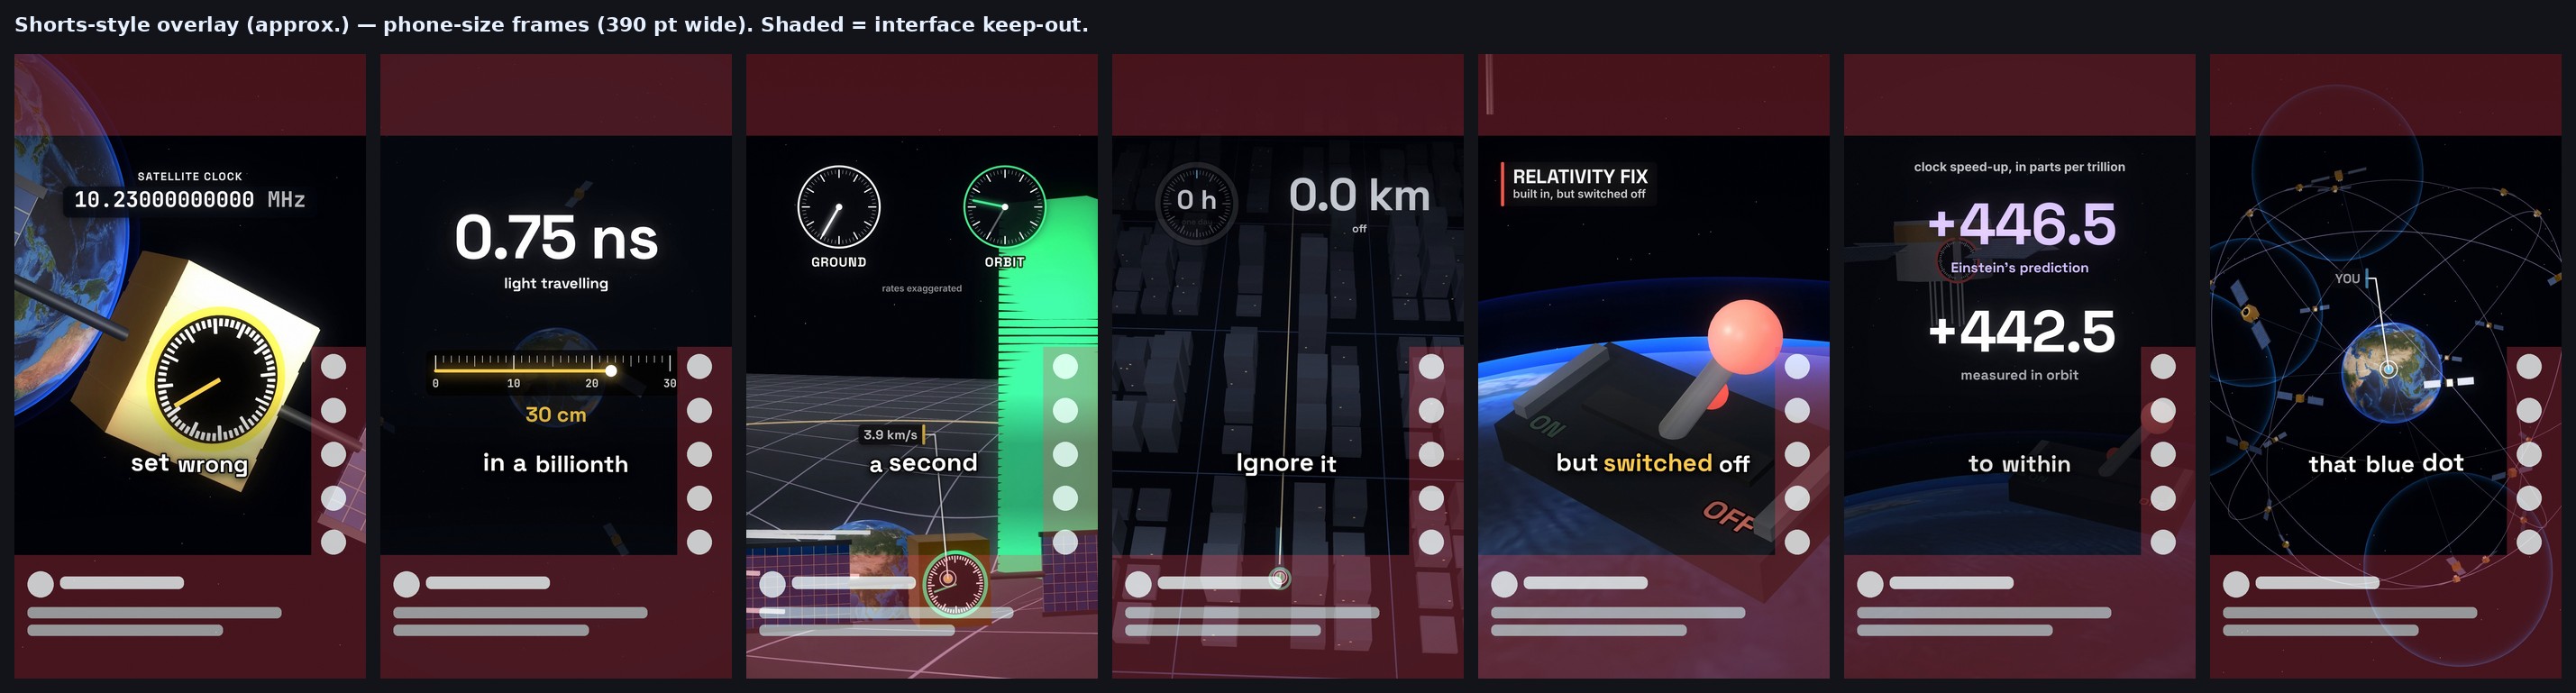 Shorts-style overlay (approx.) — phone-size frames (390 pt wide). Shaded = interface keep-out.
SATELLITE CLOCK
10.23000000000 MHz
set wrong
0.75 ns
light travelling
0 10 20 30
30 cm
in a billionth
GROUND
ORBIT
rates exaggerated
3.9 km/s
a second
0 h
one day
0.0 km
off
Ignore it
RELATIVITY FIX
built in, but switched off
ON
but switched off
OFF
clock speed-up, in parts per trillion
+446.5
Einstein's prediction
+442.5
measured in orbit
to within
YOU
that blue dot